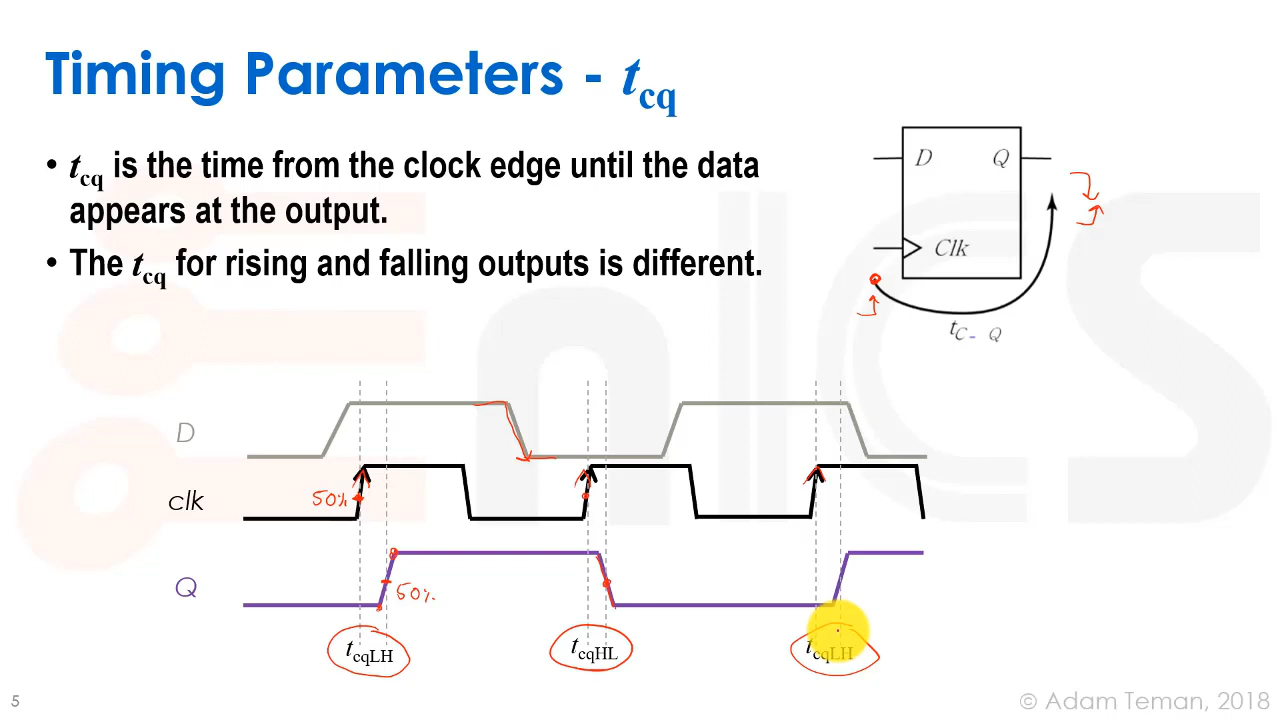 Timing Parameters - tcq
• tcq is the time from the clock edge until the data
appears at the output.
• The tcq for rising and falling outputs is different.
D Q
Clk
tC- Q
D
clk
50%
Q
50%
tcqLH tcqHL tcqLH
5
© Adam Teman, 2018